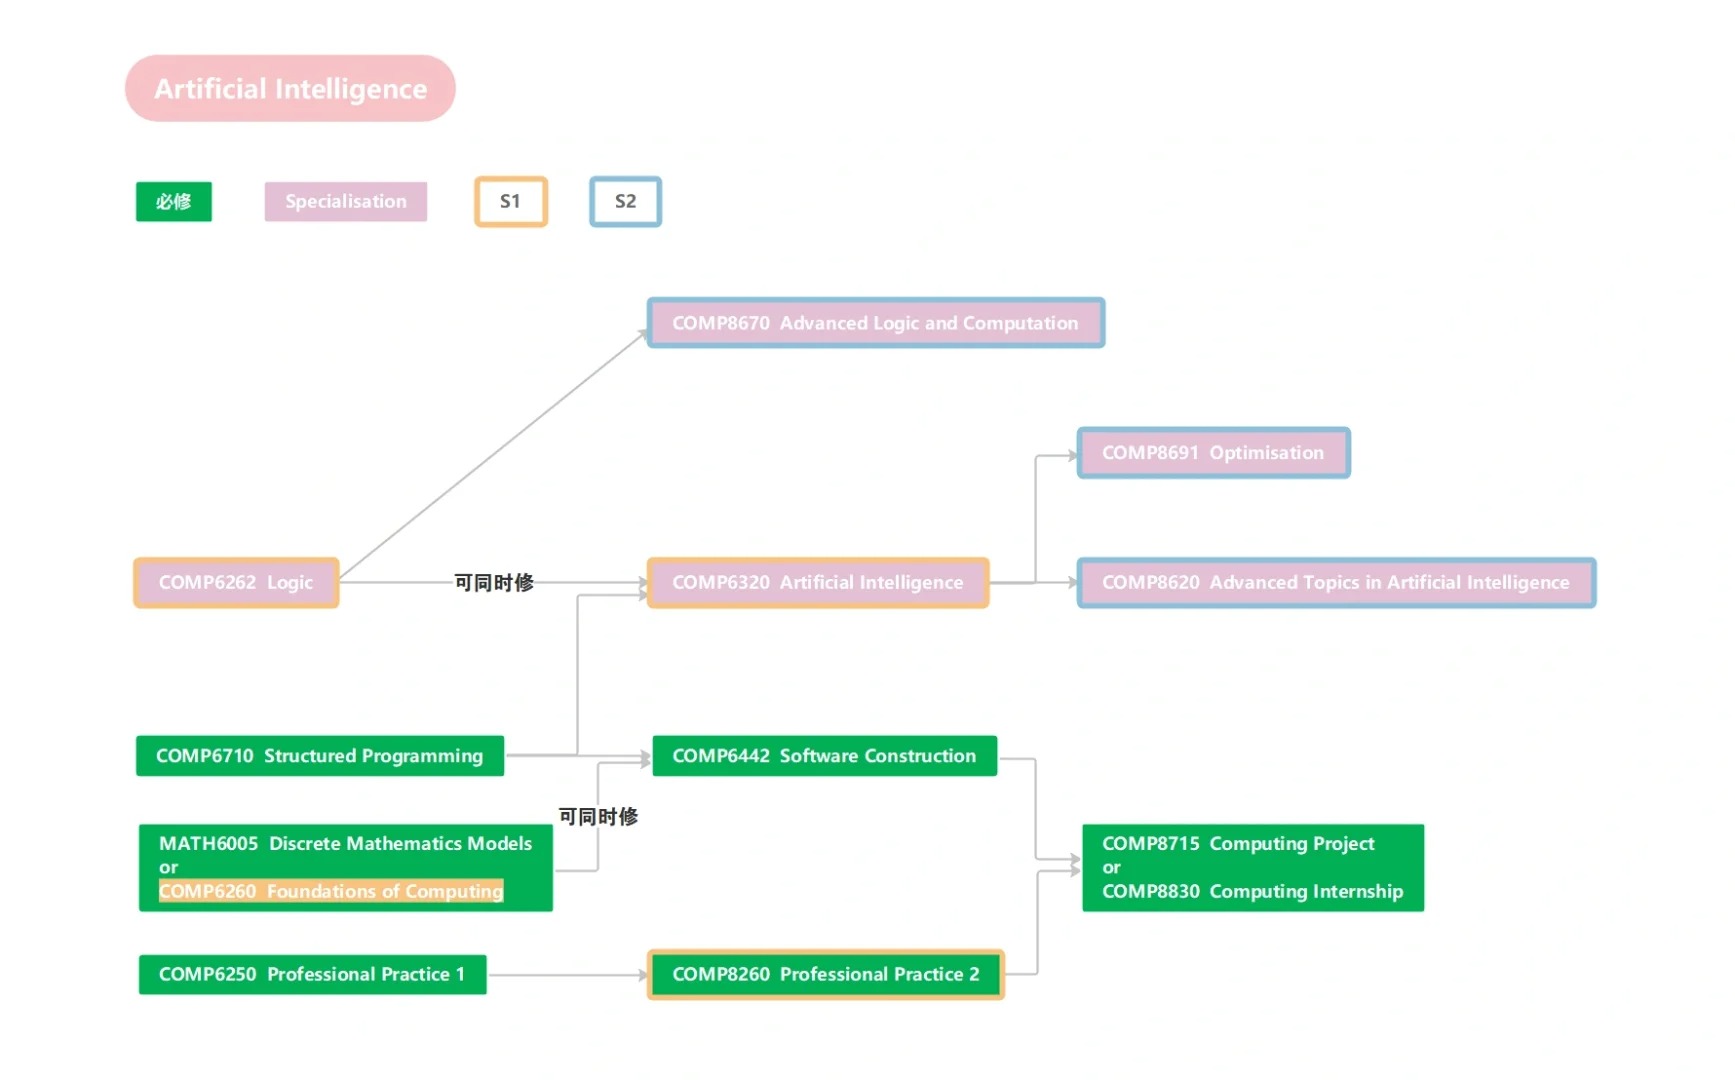 Artificial Intelligence
必修
Specialisation
S1
S2
COMP8670 Advanced Logic and Computation
COMP8691 Optimisation
COMP6262 Logic
可同时修
COMP6320 Artificial Intelligence
COMP8620 Advanced Topics in Artificial Intelligence
COMP6710 Structured Programming
COMP6442 Software Construction
可同时修
MATH6005 Discrete Mathematics Models
or
COMP6260 Foundations of Computing
COMP8715 Computing Project
or
COMP8830 Computing Internship
COMP6250 Professional Practice 1
COMP8260 Professional Practice 2